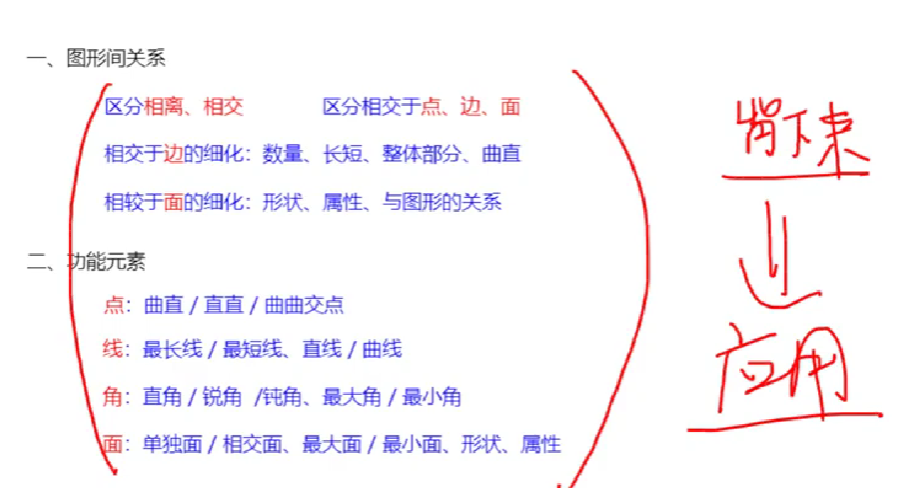 一、图形间关系
区分相离、相交 区分相交于点、边、面
相交于边的细化：数量、长短、整体部分、曲直
相较于面的细化：形状、属性、与图形的关系
二、功能元素
点：曲直 / 直直 / 曲曲交点
线：最长线 / 最短线、直线 / 曲线
角：直角 / 锐角 /钝角、最大角 / 最小角
面：单独面 / 相交面、最大面 / 最小面、形状、属性
背下来
应用